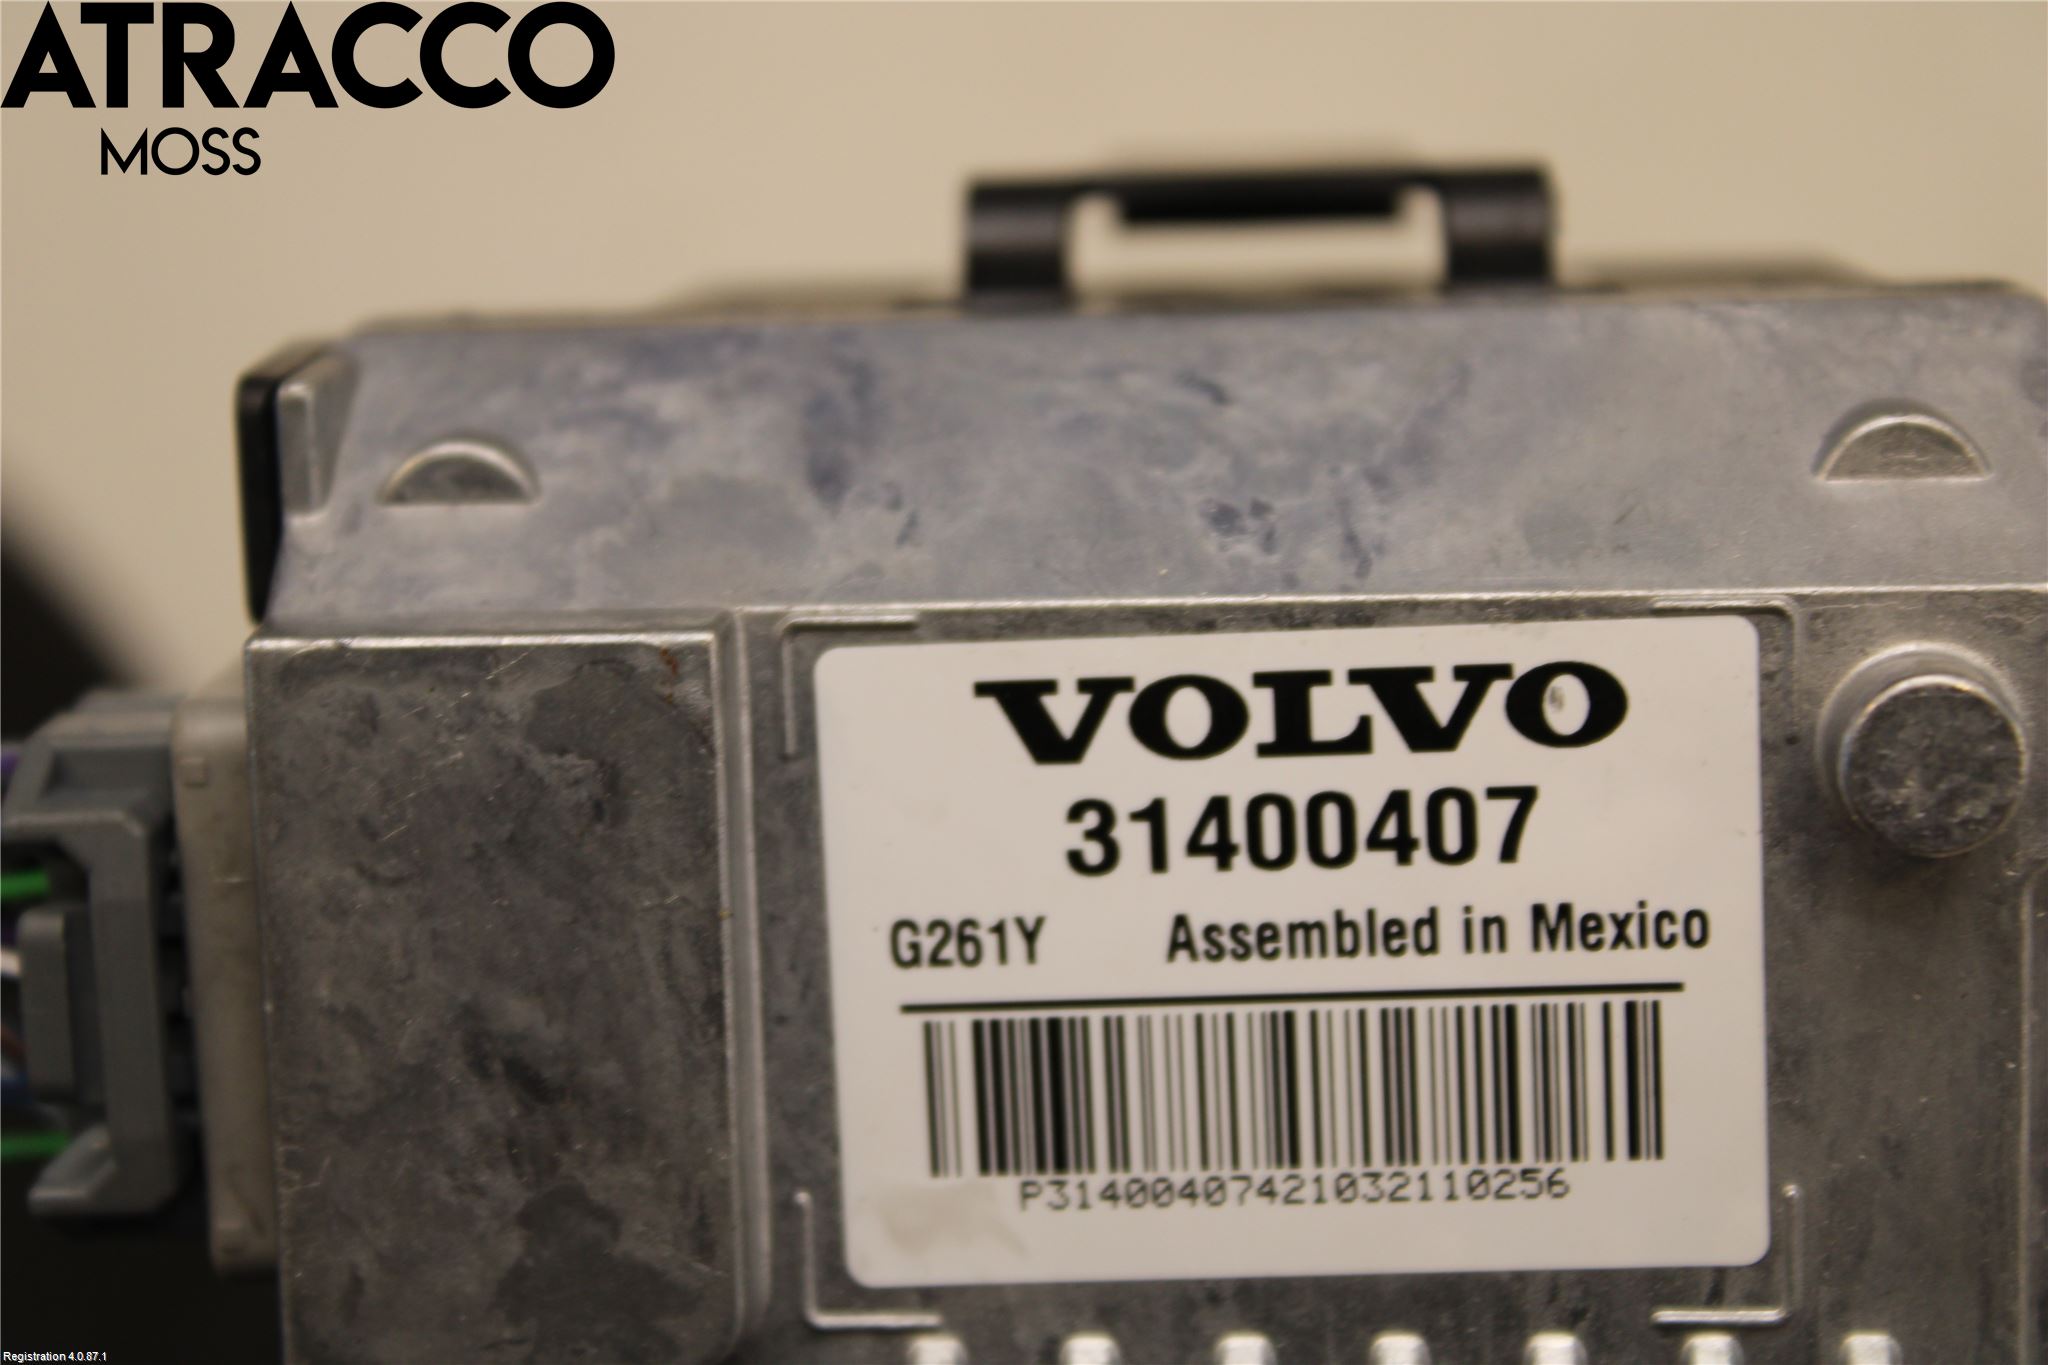 ATRACCO
MOSS
VOLVO
31400407
G261Y Assembled in Mexico
P31400407421032110256
Registration 4.0.87.1